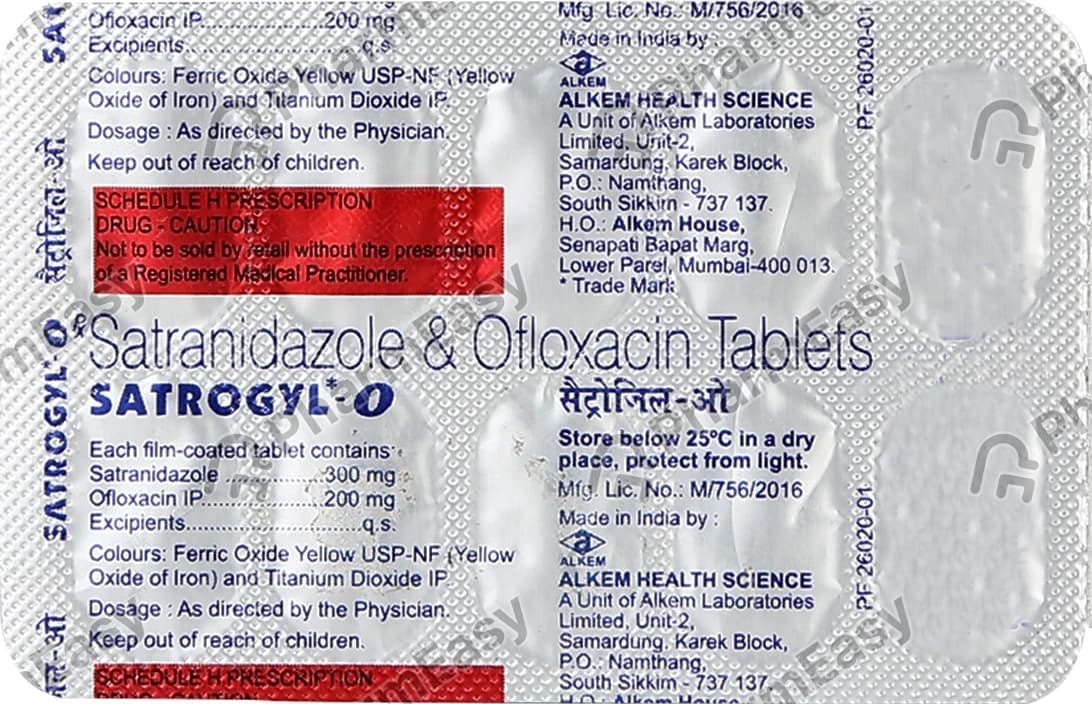 Ofloxacin IP.....................200 mg
Excipients..............................q.s.
Colours: Ferric Oxide Yellow USP-NF (Yellow
Oxide of Iron) and Titanium Dioxide IP.
Dosage : As directed by the Physician.
Keep out of reach of children.
SCHEDULE H PRESCRIPTION
DRUG - CAUTION
Not to be sold by retail without the prescription
of a Registered Medical Practitioner.
Mfg. Lic. No.: M/756/2016
Made in India by :
ALKEM
ALKEM HEALTH SCIENCE
A Unit of Alkem Laboratories
Limited, Unit-2,
Samardung, Karek Block,
P.O.: Namthang,
South Sikkim - 737 137.
H.O.: Alkem House,
Senapati Bapat Marg,
Lower Parel, Mumbai-400 013.
* Trade Mark
PF 26020-01
सैट्रोजिल-ओ
SATROGYL*-O
Rx Satranidazole & Ofloxacin Tablets
SATROGYL*-O
सैट्रोजिल-ओ
Each film-coated tablet contains:
Satranidazole ................300 mg
Ofloxacin IP.....................200 mg
Excipients..............................q.s.
Colours: Ferric Oxide Yellow USP-NF (Yellow
Oxide of Iron) and Titanium Dioxide IP.
Dosage : As directed by the Physician.
Keep out of reach of children.
SCHEDULE H PRESCRIPTION
Store below 25°C in a dry
place, protect from light.
Mfg. Lic. No.: M/756/2016
Made in India by :
ALKEM
ALKEM HEALTH SCIENCE
A Unit of Alkem Laboratories
Limited, Unit-2,
Samardung, Karek Block,
P.O.: Namthang,
South Sikkim - 737 137.
H.O.: Alkem House,
PF 26020-01
PharmEasy